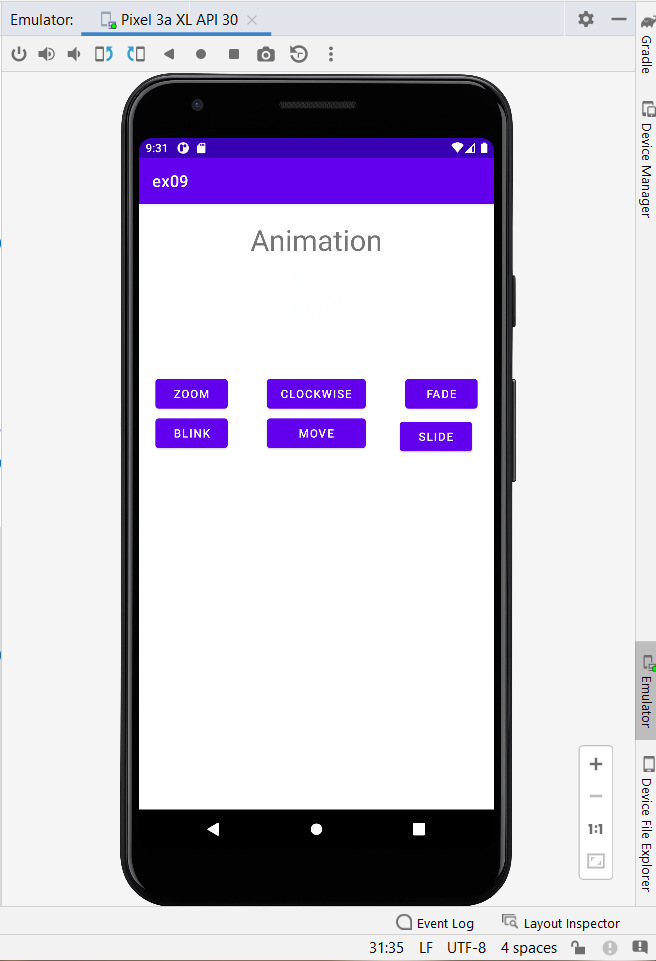 Emulator: Pixel 3a XL API 30
Gradle
Device Manager
9:31
ex09
Animation
ZOOM CLOCKWISE FADE
BLINK MOVE SLIDE
Emulator
Device File Explorer
1:1
Event Log Layout Inspector
31:35 LF UTF-8 4 spaces